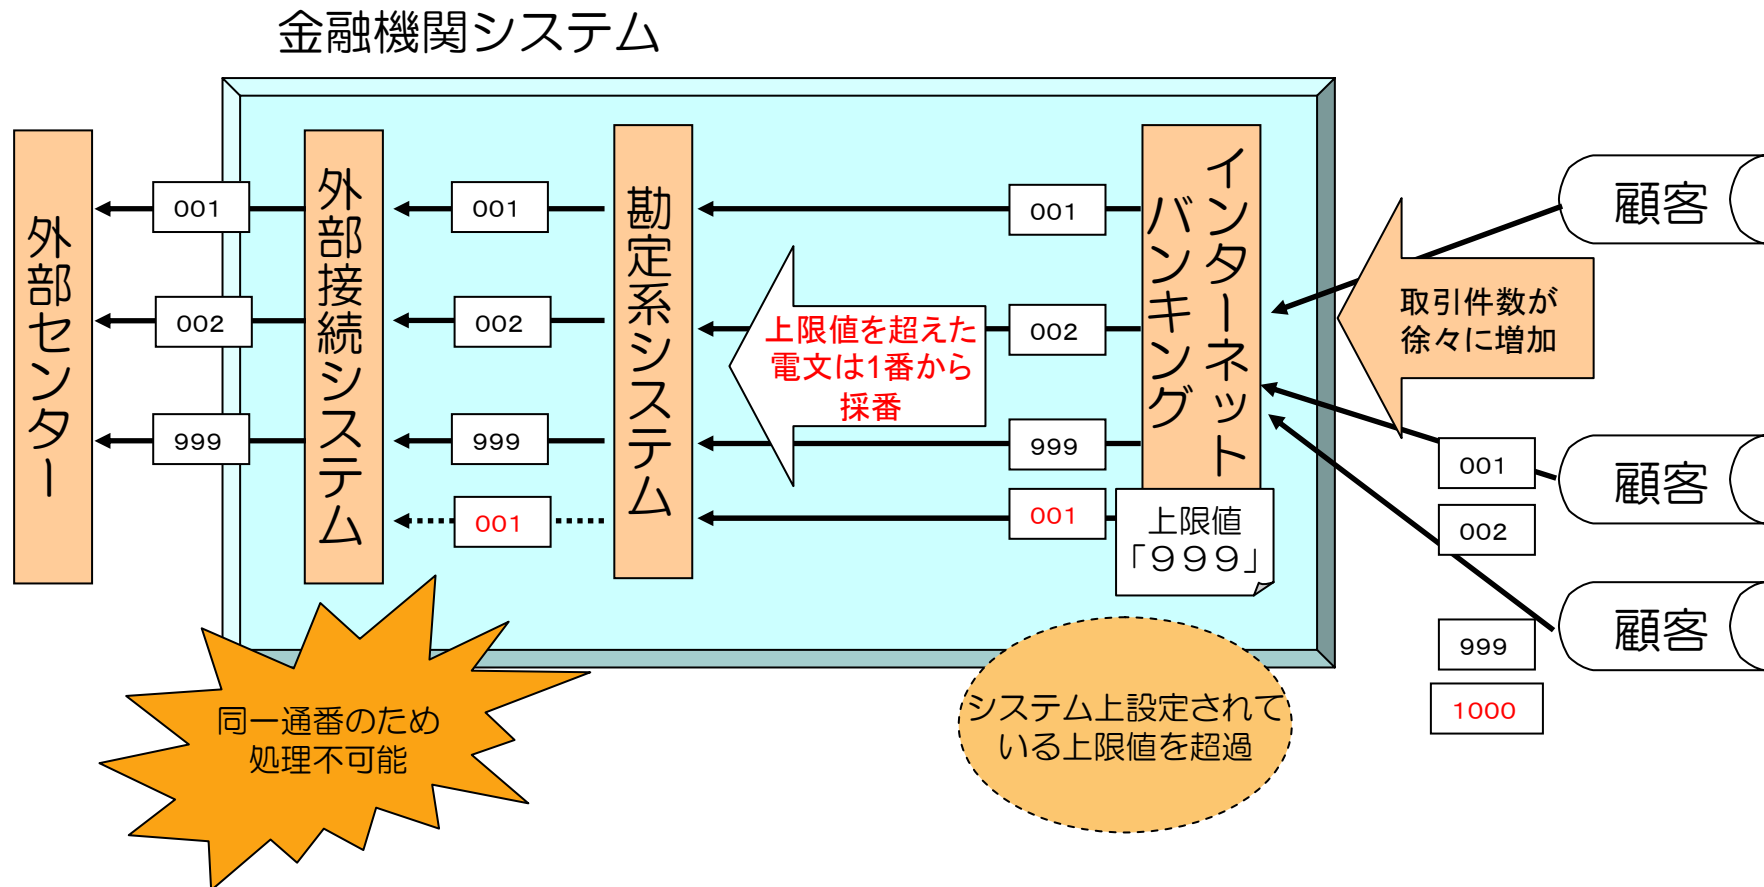 金融機関システム
外部センター
001
002
999
外部接続システム
001
002
999
001
勘定系システム
上限値を超えた
電文は1番から
採番
001
002
999
001
インターネット
バンキング
上限値
「９９９」
取引件数が
徐々に増加
顧客
顧客
顧客
001
002
999
1000
同一通番のため
処理不可能
システム上設定されて
いる上限値を超過